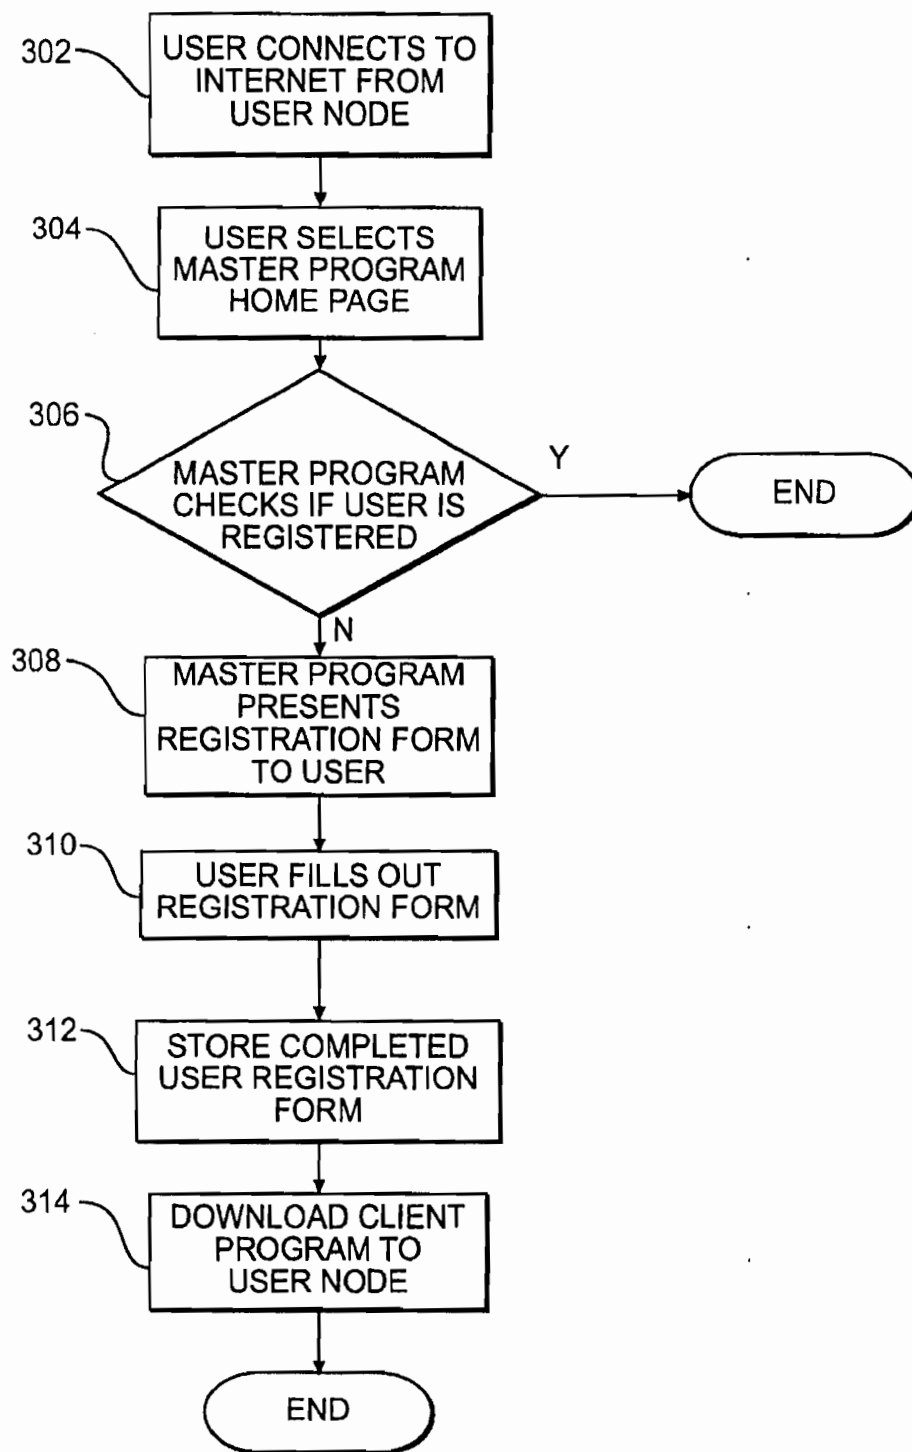 302
USER CONNECTS TO
INTERNET FROM
USER NODE
304
USER SELECTS
MASTER PROGRAM
HOME PAGE
306
MASTER PROGRAM
CHECKS IF USER IS
REGISTERED
Y
END
N
308
MASTER PROGRAM
PRESENTS
REGISTRATION FORM
TO USER
310
USER FILLS OUT
REGISTRATION FORM
312
STORE COMPLETED
USER REGISTRATION
FORM
314
DOWNLOAD CLIENT
PROGRAM TO
USER NODE
END